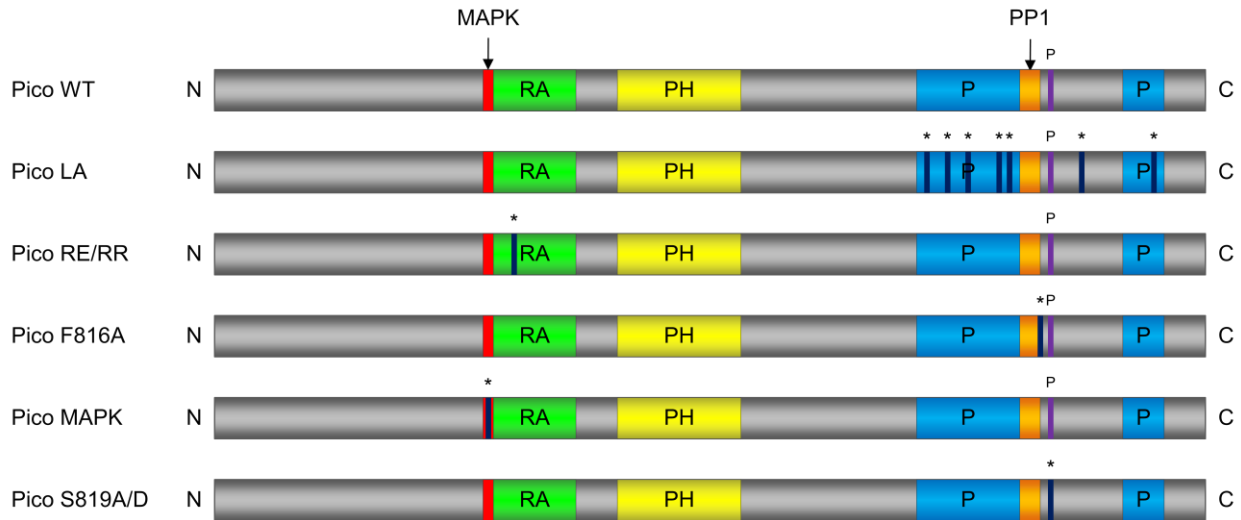 MAPK PP1
P
Pico WT N RA PH P P C
* * * * * P * *
Pico LA N RA PH P P C
* P
Pico RE/RR N RA PH P P C
* P
Pico F816A N RA PH P P C
* P
Pico MAPK N RA PH P P C
*
Pico S819A/D N RA PH P P C